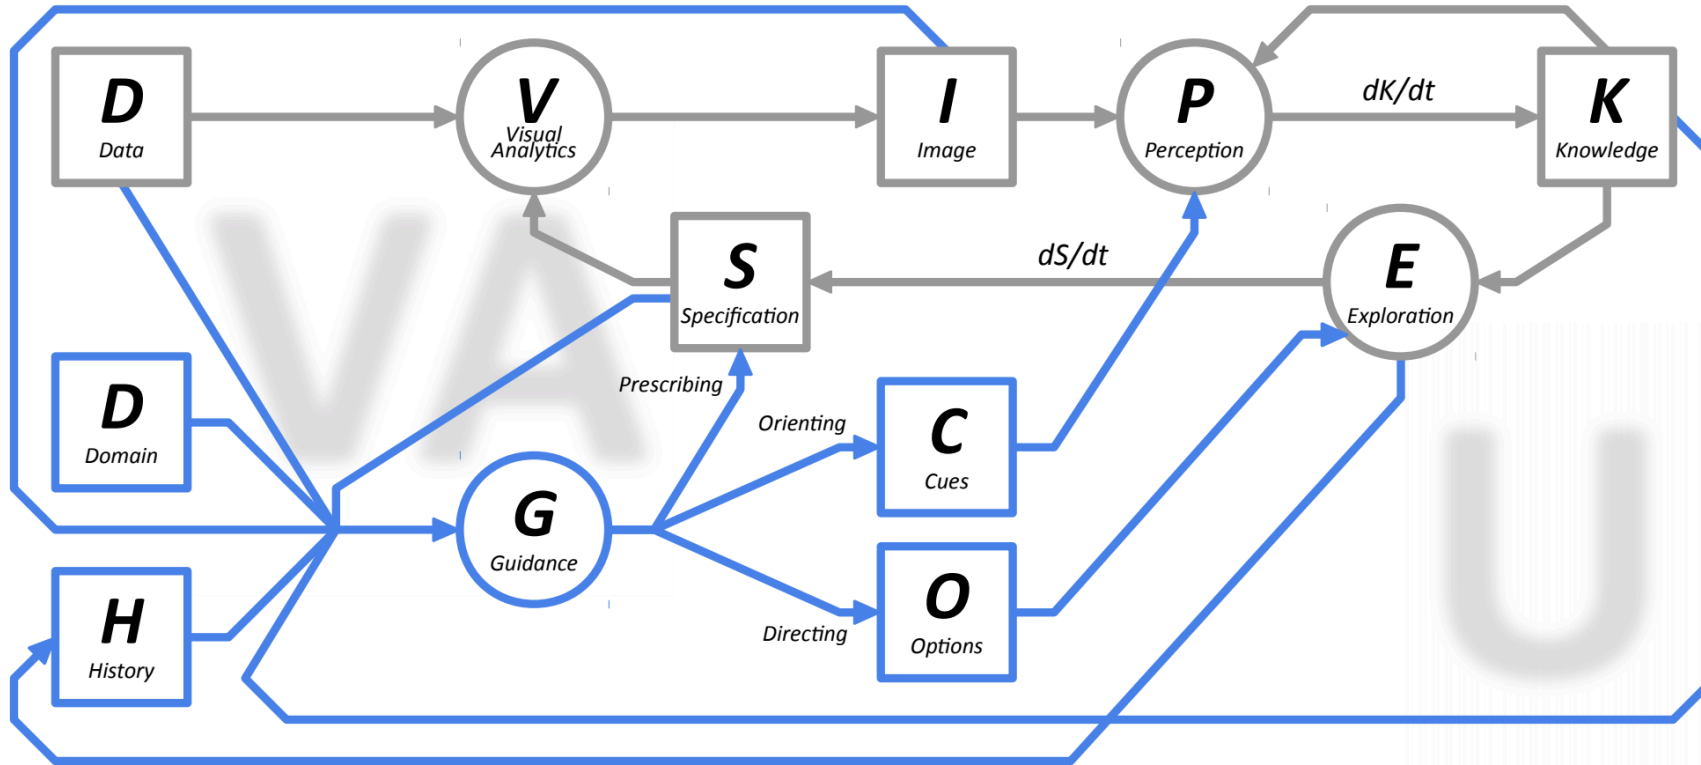 D
Data
V
Visual
Analytics
I
Image
P
Perception
dK/dt
K
Knowledge
VA
S
Specification
dS/dt
E
Exploration
D
Domain
Prescribing
Orienting
C
Cues
G
Guidance
U
H
History
Directing
O
Options